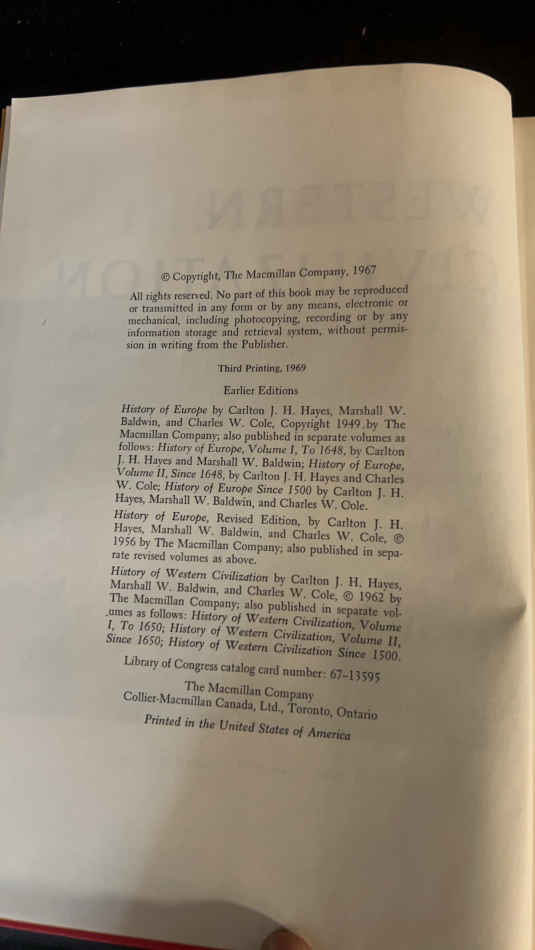 © Copyright, The Macmillan Company, 1967
All rights reserved. No part of this book may be reproduced
or transmitted in any form or by any means, electronic or
mechanical, including photocopying, recording or by any
information storage and retrieval system, without permis-
sion in writing from the Publisher.
Third Printing, 1969
Earlier Editions
History of Europe by Carlton J. H. Hayes, Marshall W.
Baldwin, and Charles W. Cole, Copyright 1949 by The
Macmillan Company; also published in separate volumes as
follows: History of Europe, Volume I, To 1648, by Carlton
J. H. Hayes and Marshall W. Baldwin; History of Europe,
Volume II, Since 1648, by Carlton J. H. Hayes and Charles
W. Cole; History of Europe Since 1500 by Carlton J. H.
Hayes, Marshall W. Baldwin, and Charles W. Cole.
History of Europe, Revised Edition, by Carlton J. H.
Hayes, Marshall W. Baldwin, and Charles W. Cole, ©
1956 by The Macmillan Company; also published in sepa-
rate revised volumes as above.
History of Western Civilization by Carlton J. H. Hayes,
Marshall W. Baldwin, and Charles W. Cole, © 1962 by
The Macmillan Company; also published in separate vol-
umes as follows: History of Western Civilization, Volume
I, To 1650; History of Western Civilization, Volume II,
Since 1650; History of Western Civilization Since 1500.
Library of Congress catalog card number: 67-13595
The Macmillan Company
Collier-Macmillan Canada, Ltd., Toronto, Ontario
Printed in the United States of America
WESTERN
CIVILIZATION